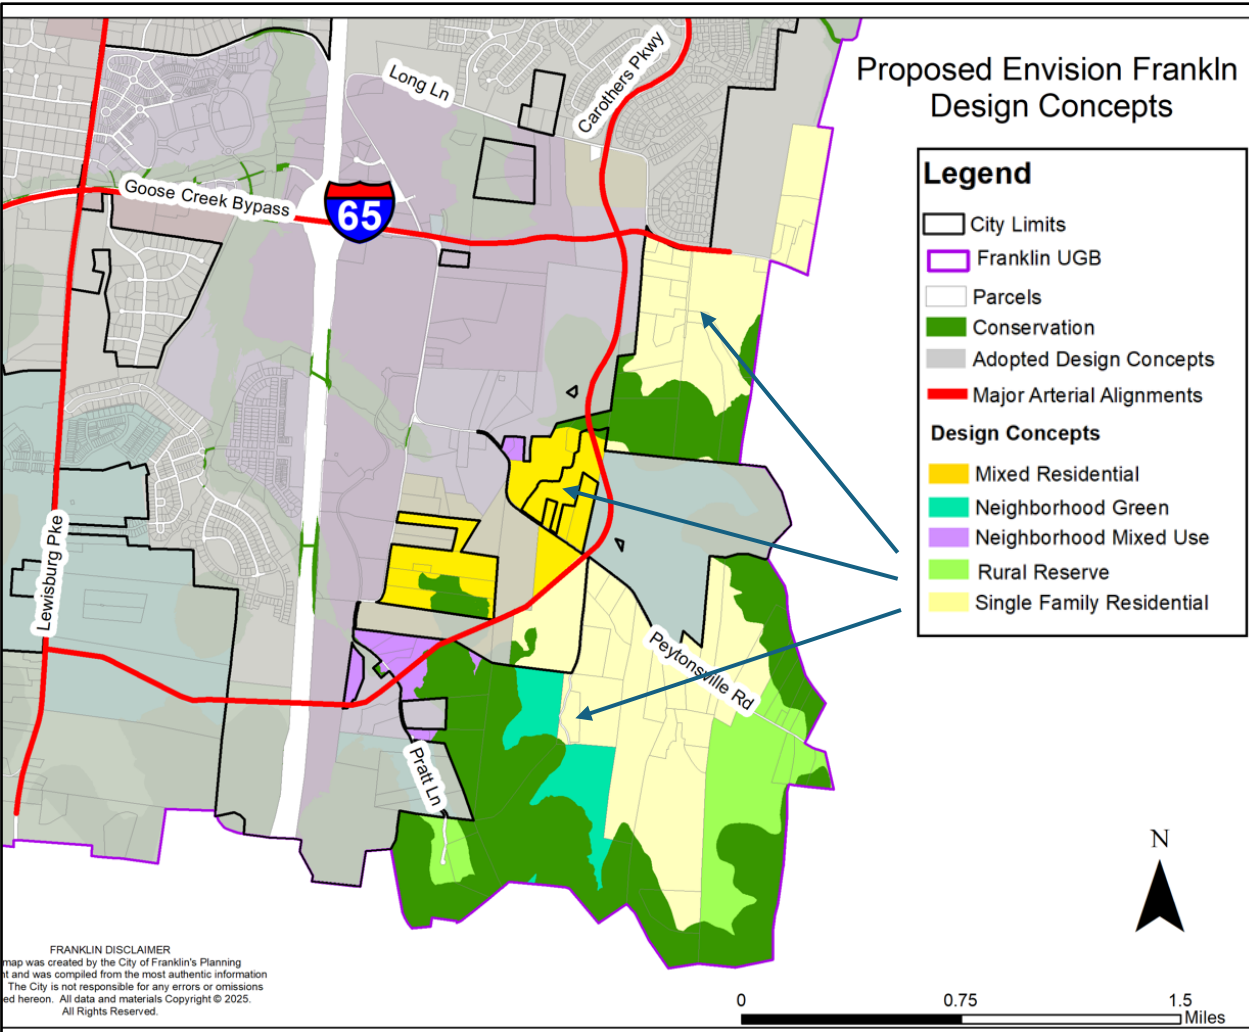 Proposed Envision Frankln
Design Concepts
Long Ln
Carothers Pkwy
Goose Creek Bypass
65
Lewisburg Pke
Peytonsville Rd
Pratt Ln
Legend
City Limits
Franklin UGB
Parcels
Conservation
Adopted Design Concepts
Major Arterial Alignments
Design Concepts
Mixed Residential
Neighborhood Green
Neighborhood Mixed Use
Rural Reserve
Single Family Residential
N
0 0.75 1.5
Miles
FRANKLIN DISCLAIMER
map was created by the City of Franklin's Planning
and was compiled from the most authentic information
The City is not responsible for any errors or omissions
hereon. All data and materials Copyright © 2025.
All Rights Reserved.